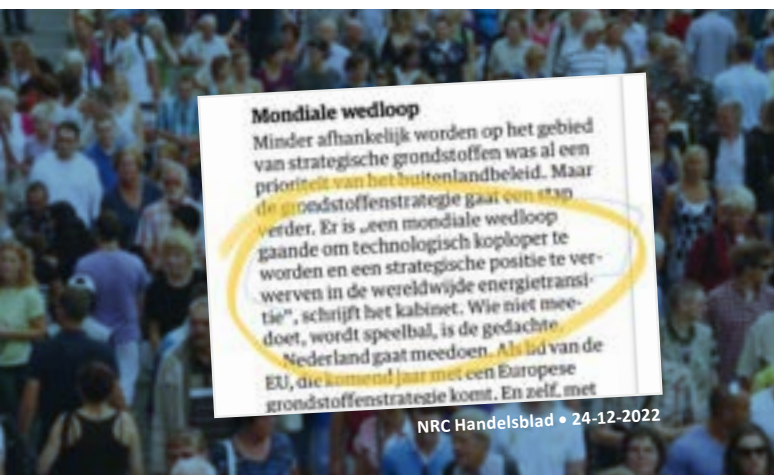 Mondiale wedloop
Minder afhankelijk worden op het gebied
van strategische grondstoffen was al een
prioriteit van het buitenlandbeleid. Maar
de grondstoffenstrategie gaat een stap
verder. Er is „een mondiale wedloop
gaande om technologisch koploper te
worden en een strategische positie te ver-
werven in de wereldwijde energietransi-
tie”, schrijft het kabinet. Wie niet mee-
doet, wordt speelbal, is de gedachte.
Nederland gaat meedoen. Als lid van de
EU, die komend jaar met een Europese
grondstoffenstrategie komt. En zelf, met
NRC Handelsblad • 24-12-2022